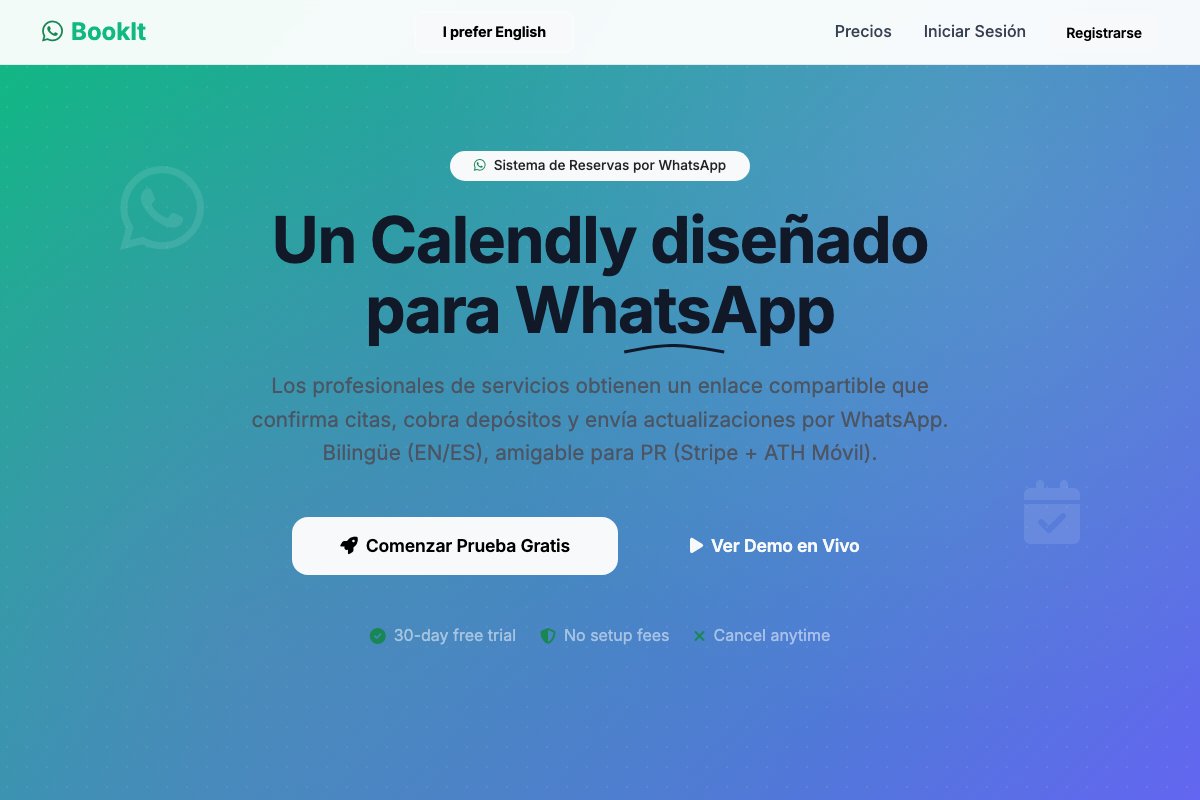 BookIt
I prefer English
Precios
Iniciar Sesión
Registrarse
Sistema de Reservas por WhatsApp
Un Calendly diseñado
para WhatsApp
Los profesionales de servicios obtienen un enlace compartible que
confirma citas, cobra depósitos y envía actualizaciones por WhatsApp.
Bilingüe (EN/ES), amigable para PR (Stripe + ATH Móvil).
Comenzar Prueba Gratis
Ver Demo en Vivo
30-day free trial
No setup fees
Cancel anytime